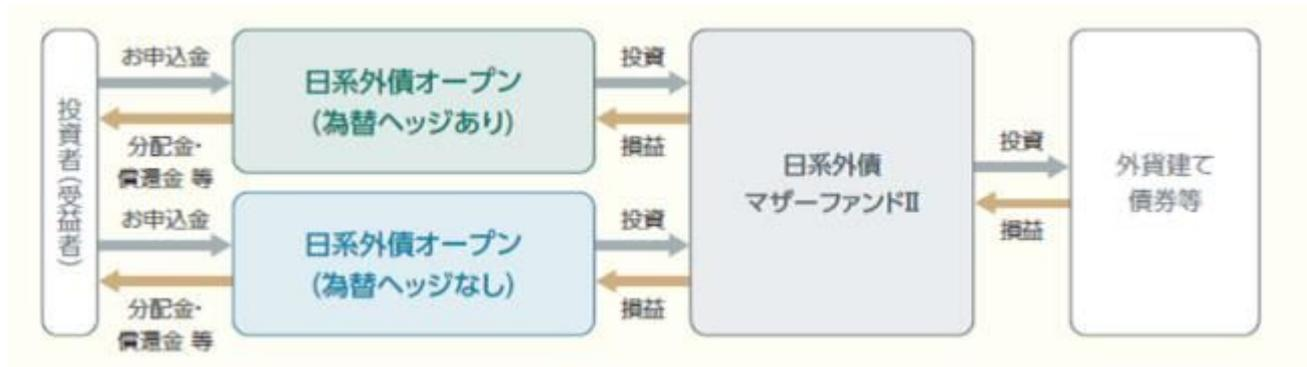 投資者(受益者)
お申込金
分配金・
償還金 等
日系外債オープン
(為替ヘッジあり)
投資
損益
お申込金
分配金・
償還金 等
日系外債オープン
(為替ヘッジなし)
投資
損益
日系外債
マザーファンドⅡ
投資
損益
外貨建て
債券等